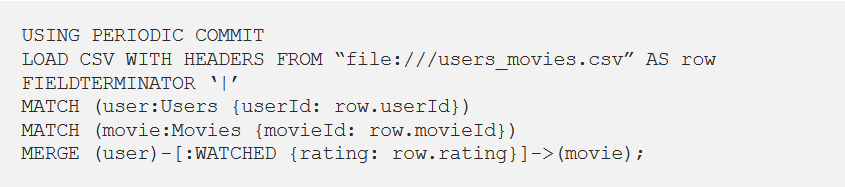 USING PERIODIC COMMIT
LOAD CSV WITH HEADERS FROM “file:///users_movies.csv” AS row
FIELDTERMINATOR ‘|’
MATCH (user:Users {userId: row.userId})
MATCH (movie:Movies {movieId: row.movieId})
MERGE (user)-[:WATCHED {rating: row.rating}]->(movie);